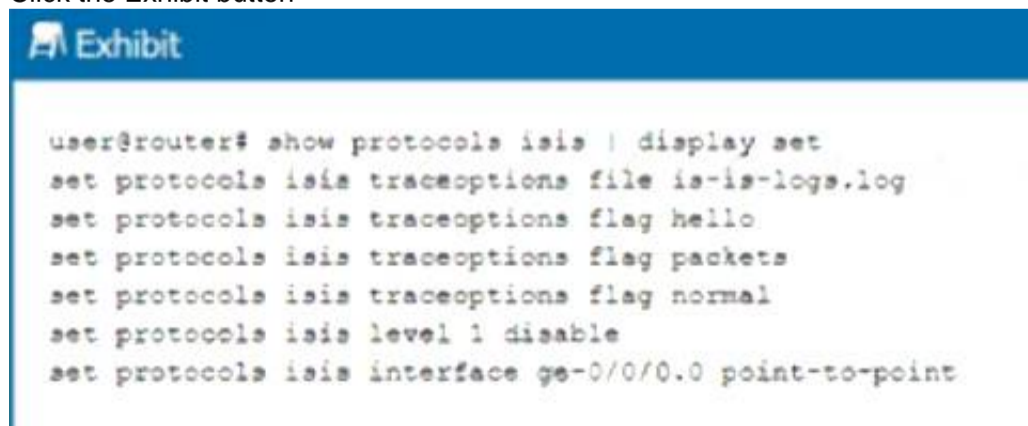 Click the Exhibit button
Exhibit
user@router# show protocols isis | display set
set protocols isis traceoptions file is-is-logs.log
set protocols isis traceoptions flag hello
set protocols isis traceoptions flag packets
set protocols isis traceoptions flag normal
set protocols isis level 1 disable
set protocols isis interface ge-0/0/0.0 point-to-point